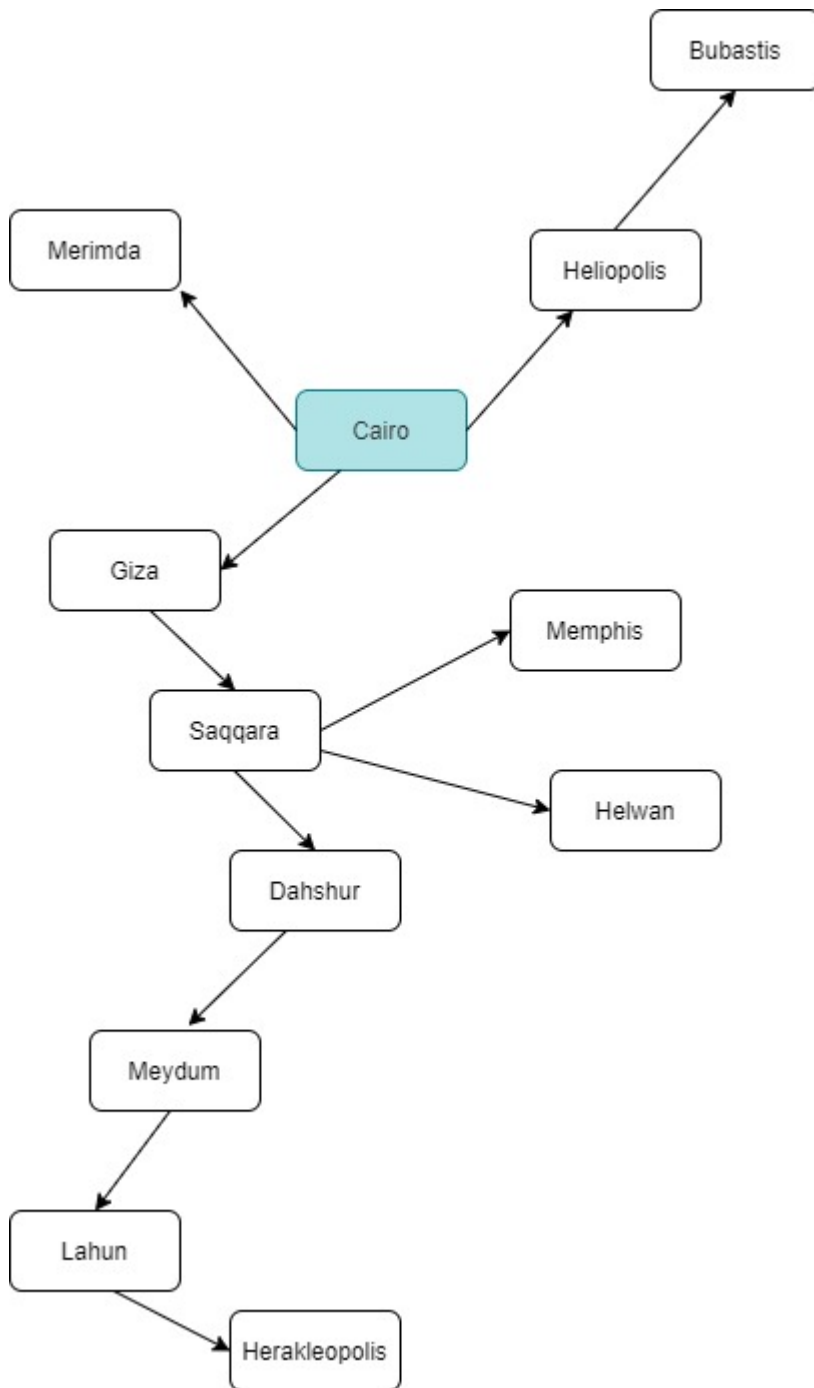 Bubastis
Merimda
Heliopolis
Cairo
Giza
Memphis
Saqqara
Helwan
Dahshur
Meydum
Lahun
Herakleopolis